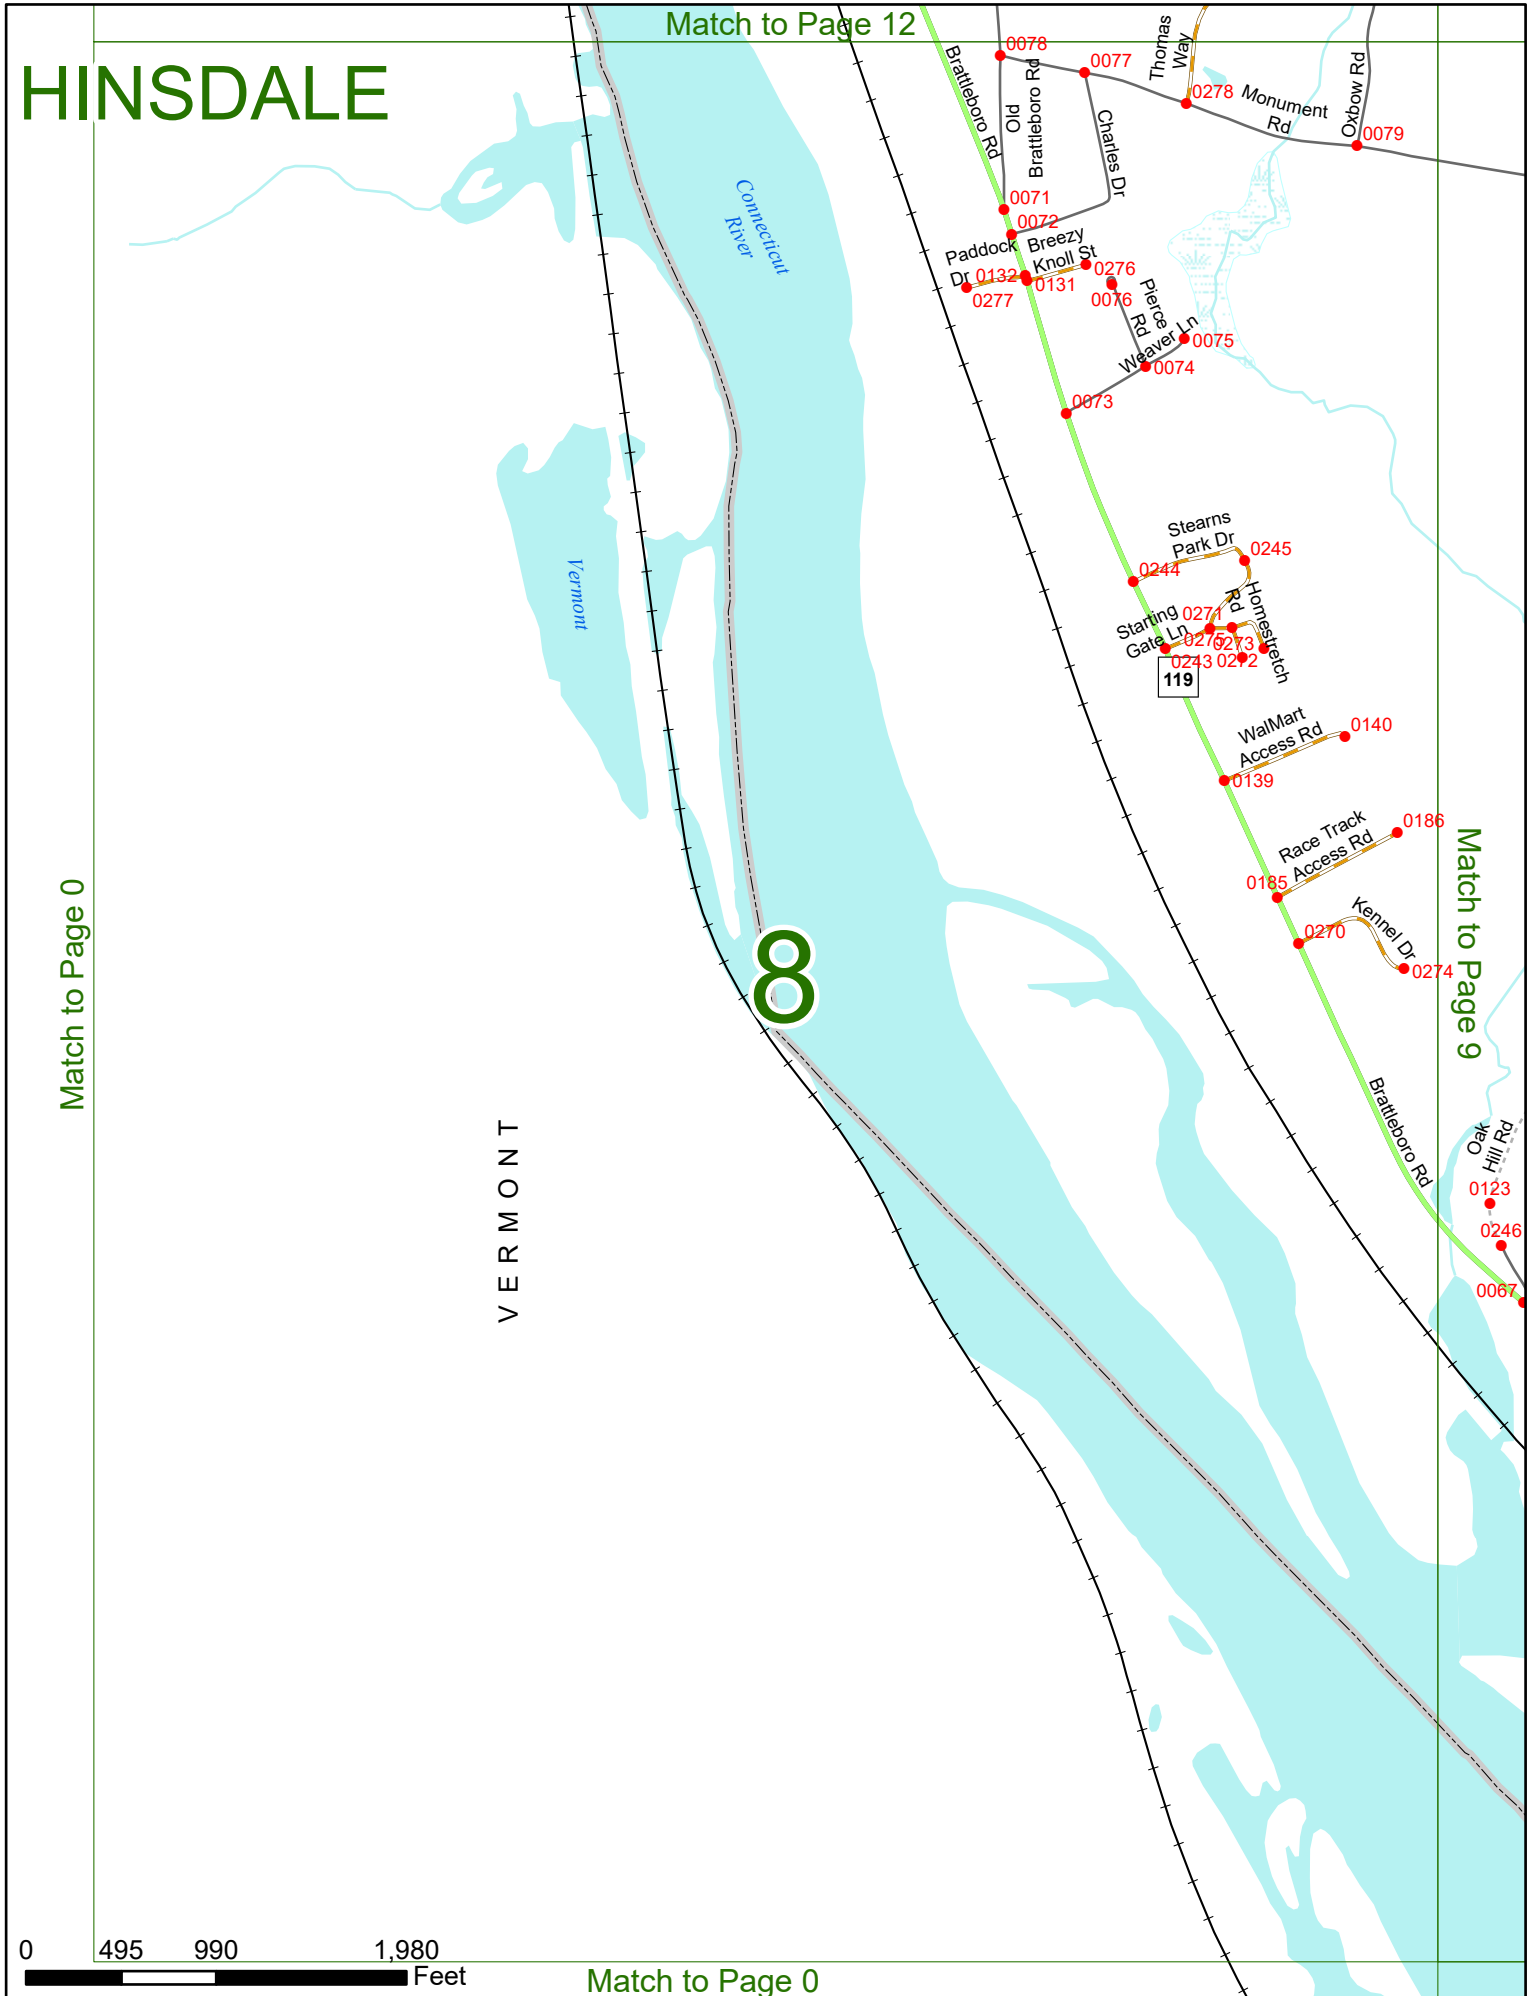 Match to Page 12
HINSDALE
0078
0077
Thomas
Way
0278
Monument
Rd
Oxbow Rd
0079
Brattleboro Rd
Old
Brattleboro Rd
Charles Dr
Connecticut
River
0071
0072
Paddock
Dr
Breezy
Knoll St
0132
0131
0276
0277
0076
Pierce
Rd
Weaver Ln
0075
0074
0073
Vermont
Stearns
Park Dr
0245
0244
Starting
Gate Ln
0271
Homestretch
Rd
0275
0273
0243
0272
119
WalMart
Access Rd
0140
0139
Race Track
Access Rd
0186
0185
Kennel Dr
0270
0274
Match to Page 0
Match to Page 9
8
VERMONT
Brattleboro Rd
Oak
Hill Rd
0123
0246
0067
0 495 990 1,980
Feet
Match to Page 0